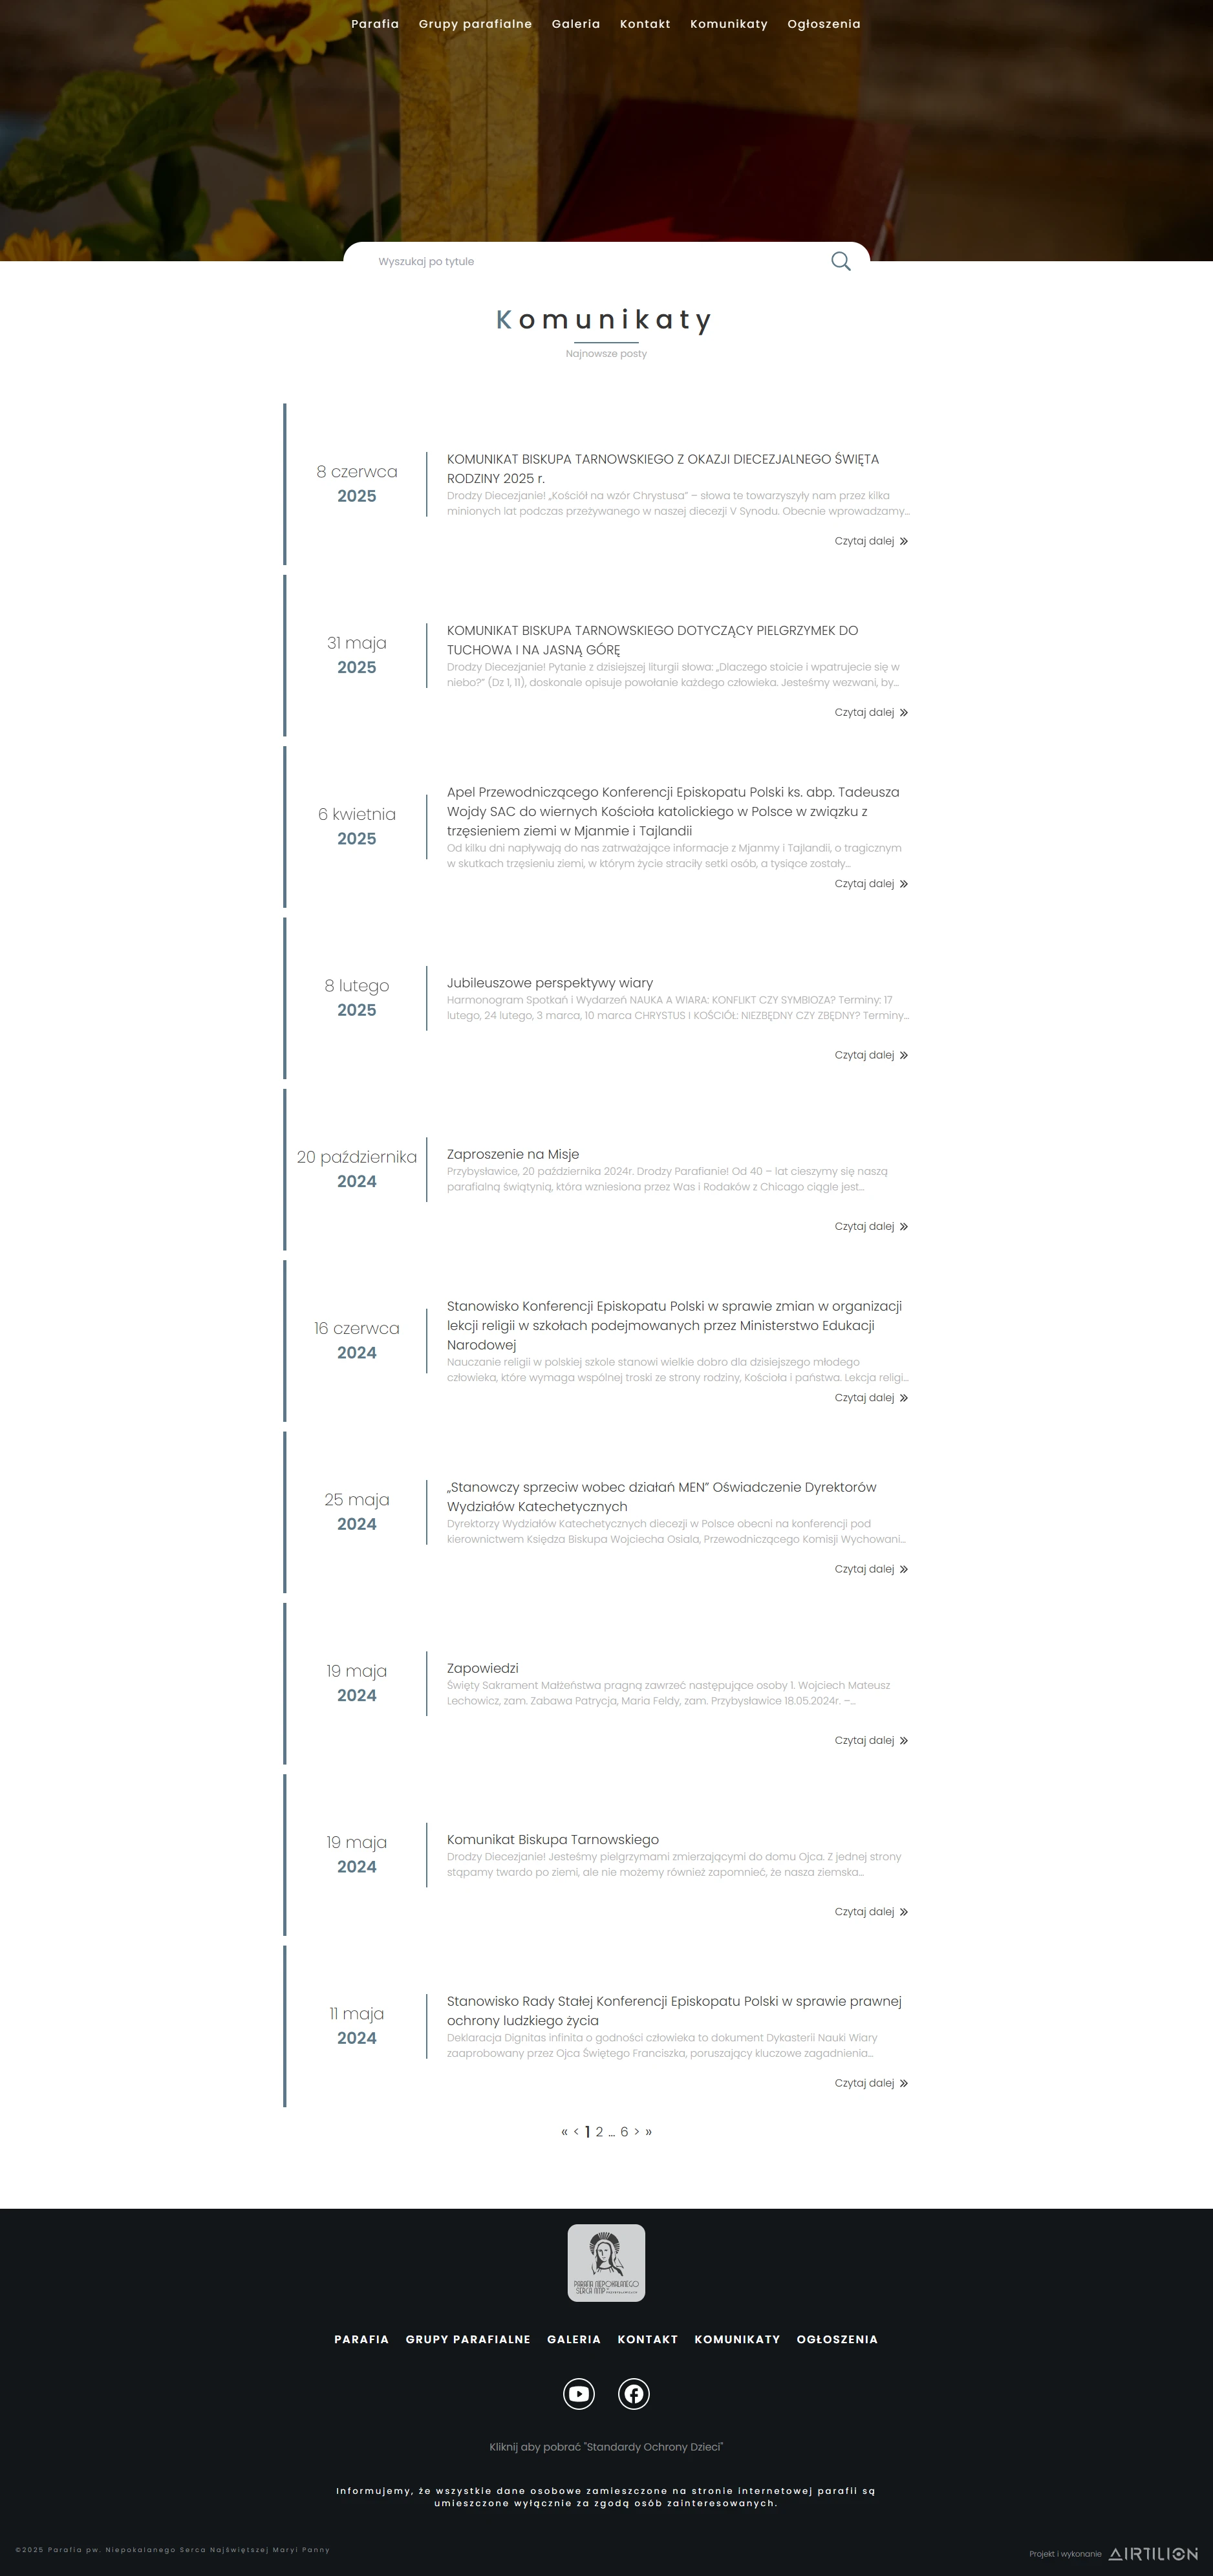 Parafia Grupy parafialne Galeria Kontakt Komunikaty Ogłoszenia
Wyszukaj po tytule
Komunikaty
Najnowsze posty
8 czerwca
2025
KOMUNIKAT BISKUPA TARNOWSKIEGO Z OKAZJI DIECEZJALNEGO ŚWIĘTA
RODZINY 2025 r.
Drodzy Diecezjanie! „Kościół na wzór Chrystusa” – słowa te towarzyszyły nam przez kilka
minionych lat podczas przeżywanego w naszej diecezji V Synodu. Obecnie wprowadzamy...
Czytaj dalej »
31 maja
2025
KOMUNIKAT BISKUPA TARNOWSKIEGO DOTYCZĄCY PIELGRZYMEK DO
TUCHOWA I NA JASNĄ GÓRĘ
Drodzy Diecezjanie! Pytanie z dzisiejszej liturgii słowa: „Dlaczego stoicie i wpatrujecie się w
niebo?” (Dz 1, 11), doskonale opisuje powołanie każdego człowieka. Jesteśmy wezwani, by...
Czytaj dalej »
6 kwietnia
2025
Apel Przewodniczącego Konferencji Episkopatu Polski ks. abp. Tadeusza
Wojdy SAC do wiernych Kościoła katolickiego w Polsce w związku z
trzęsieniem ziemi w Mjanmie i Tajlandii
Od kilku dni napływają do nas zatrważające informacje z Mjanmy i Tajlandii, o tragicznym
w skutkach trzęsieniu ziemi, w którym życie straciły setki osób, a tysiące zostały...
Czytaj dalej »
8 lutego
2025
Jubileuszowe perspektywy wiary
Harmonogram Spotkań i Wydarzeń NAUKA A WIARA: KONFLIKT CZY SYMBIOZA? Terminy: 17
lutego, 24 lutego, 3 marca, 10 marca CHRYSTUS I KOŚCIÓŁ: NIEZBĘDNY CZY ZBĘDNY? Terminy...
Czytaj dalej »
20 października
2024
Zaproszenie na Misje
Przybysławice, 20 października 2024r. Drodzy Parafianie! Od 40 – lat cieszymy się naszą
parafialną świątynią, która wzniesiona przez Was i Rodaków z Chicago ciągle jest...
Czytaj dalej »
16 czerwca
2024
Stanowisko Konferencji Episkopatu Polski w sprawie zmian w organizacji
lekcji religii w szkołach podejmowanych przez Ministerstwo Edukacji
Narodowej
Nauczanie religii w polskiej szkole stanowi wielkie dobro dla dzisiejszego młodego
człowieka, które wymaga wspólnej troski ze strony rodziny, Kościoła i państwa. Lekcja religi...
Czytaj dalej »
25 maja
2024
„Stanowczy sprzeciw wobec działań MEN” Oświadczenie Dyrektorów
Wydziałów Katechetycznych
Dyrektorzy Wydziałów Katechetycznych diecezji w Polsce obecni na konferencji pod
kierownictwem Księdza Biskupa Wojciecha Osiala, Przewodniczącego Komisji Wychowani...
Czytaj dalej »
19 maja
2024
Zapowiedzi
Święty Sakrament Małżeństwa pragną zawrzeć następujące osoby 1. Wojciech Mateusz
Lechowicz, zam. Zabawa Patrycja, Maria Feldy, zam. Przybysławice 18.05.2024r. –...
Czytaj dalej »
19 maja
2024
Komunikat Biskupa Tarnowskiego
Drodzy Diecezjanie! Jesteśmy pielgrzymami zmierzającymi do domu Ojca. Z jednej strony
stąpamy twardo po ziemi, ale nie możemy również zapomnieć, że nasza ziemska...
Czytaj dalej »
11 maja
2024
Stanowisko Rady Stałej Konferencji Episkopatu Polski w sprawie prawnej
ochrony ludzkiego życia
Deklaracja Dignitas infinita o godności człowieka to dokument Dykasterii Nauki Wiary
zaaprobowany przez Ojca Świętego Franciszka, poruszający kluczowe zagadnienia...
Czytaj dalej »
« < 1 2 ... 6 > »
PARAFIA NIEPOKALANEGO
SERCA NMP
PARAFIA GRUPY PARAFIALNE GALERIA KONTAKT KOMUNIKATY OGŁOSZENIA
Kliknij aby pobrać "Standardy Ochrony Dzieci"
Informujemy, że wszystkie dane osobowe zamieszczone na stronie internetowej parafii są
umieszczone wyłącznie za zgodą osób zainteresowanych.
©2025 Parafia pw. Niepokalanego Serca Najświętszej Maryi Panny
Projekt i wykonanie AIRTILION